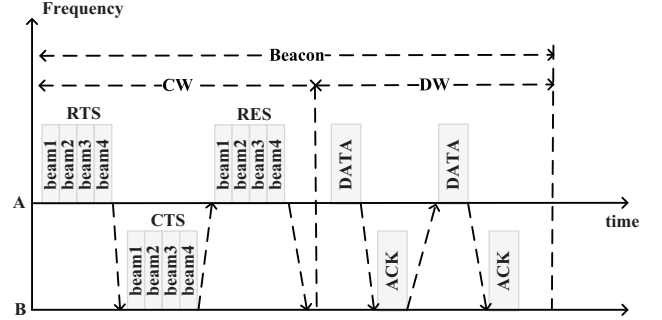 Frequency
Beacon
CW
DW
RTS
RES
beam1
beam2
beam3
beam4
beam1
beam2
beam3
beam4
DATA
DATA
A
time
CTS
beam1
beam2
beam3
beam4
ACK
ACK
B